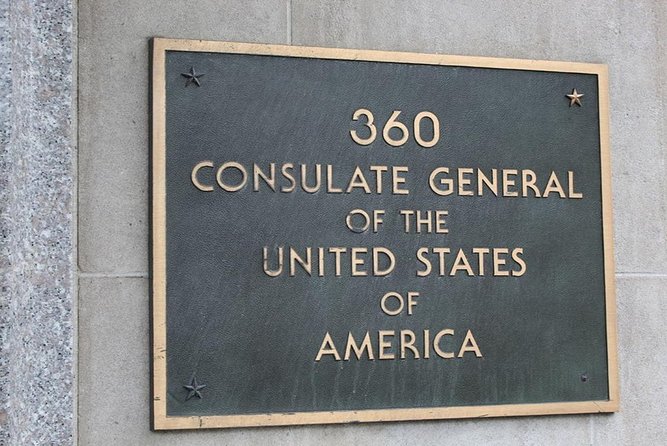 360
CONSULATE GENERAL
OF THE
UNITED STATES
OF
AMERICA